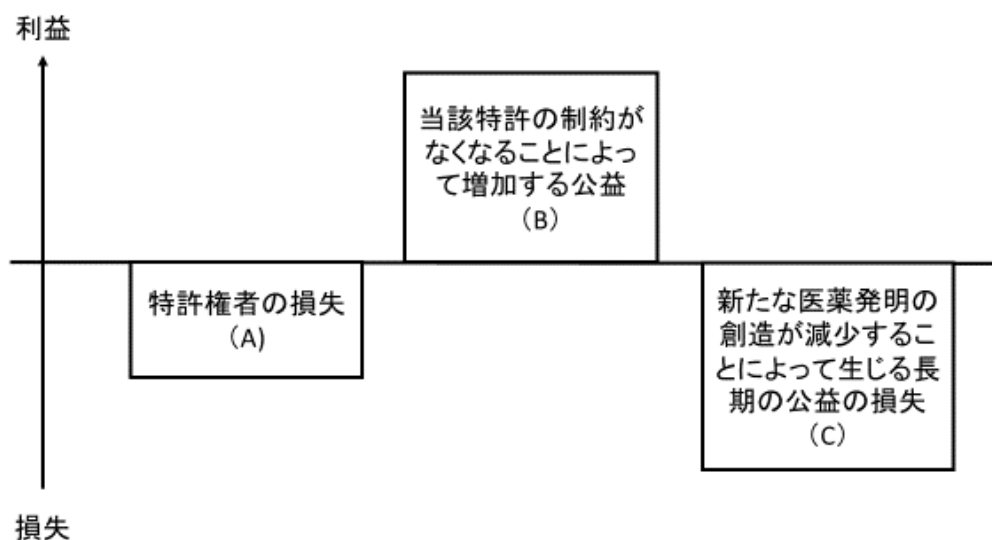 利益
当該特許の制約が
なくなることによっ
て増加する公益
（B）
特許権者の損失
（A)
新たな医薬発明の
創造が減少するこ
とによって生じる長
期の公益の損失
（C）
損失